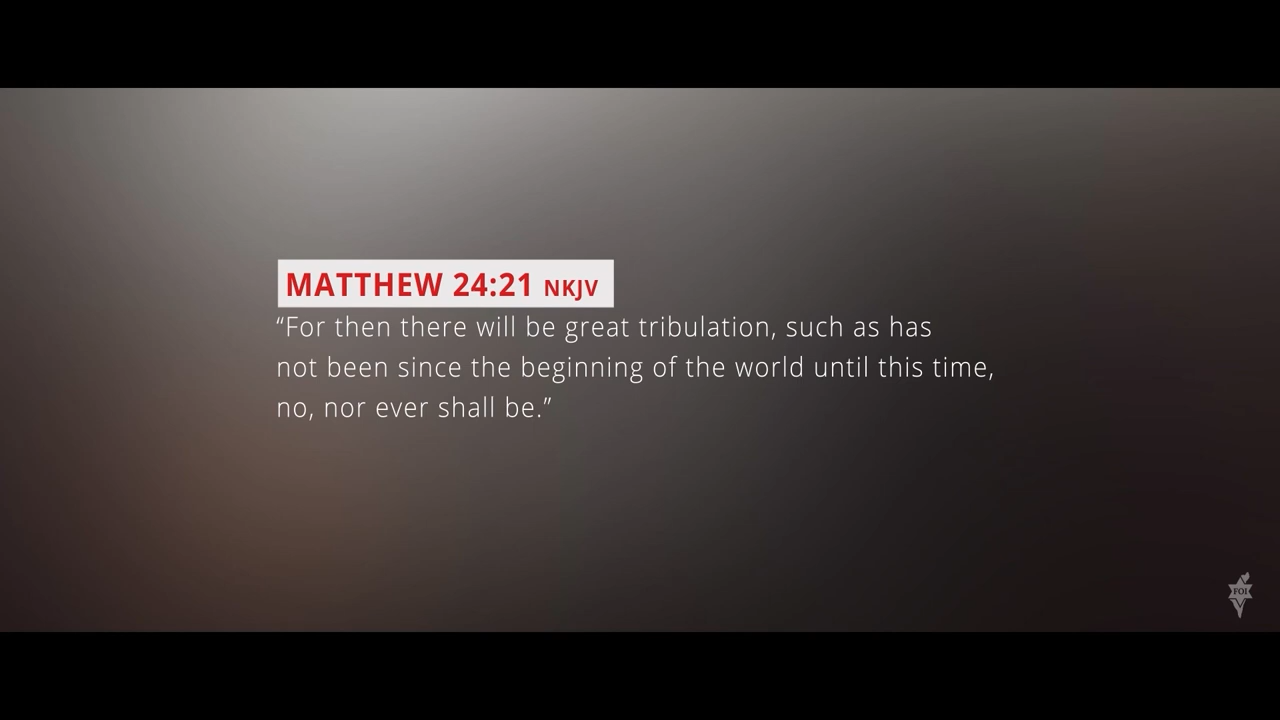 MATTHEW 24:21 NKJV
“For then there will be great tribulation, such as has
not been since the beginning of the world until this time,
no, nor ever shall be.”
FOI